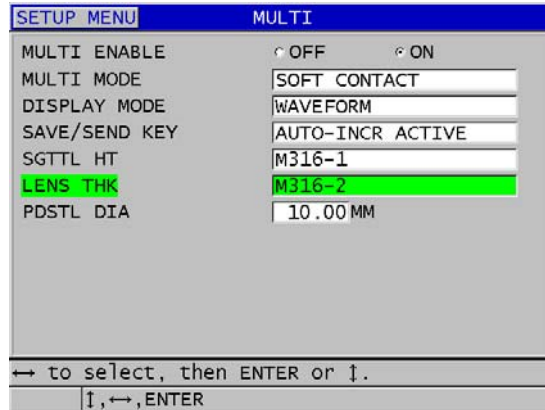 SETUP MENU MULTI
MULTI ENABLE OFF ON
MULTI MODE SOFT CONTACT
DISPLAY MODE WAVEFORM
SAVE/SEND KEY AUTO-INCR ACTIVE
SGTTL HT M316-1
LENS THK M316-2
PDSTL DIA 10.00 MM
↔ to select, then ENTER or ↕.
↕,↔,ENTER